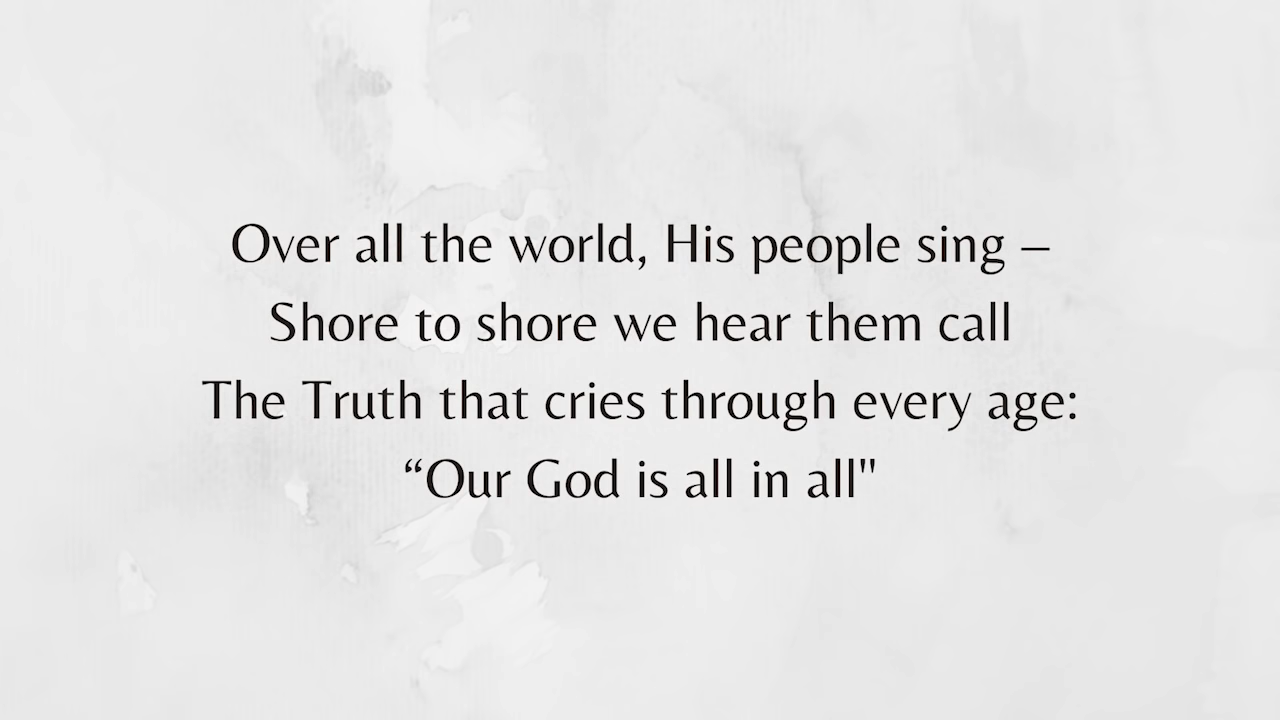 Over all the world, His people sing –
Shore to shore we hear them call
The Truth that cries through every age:
“Our God is all in all"